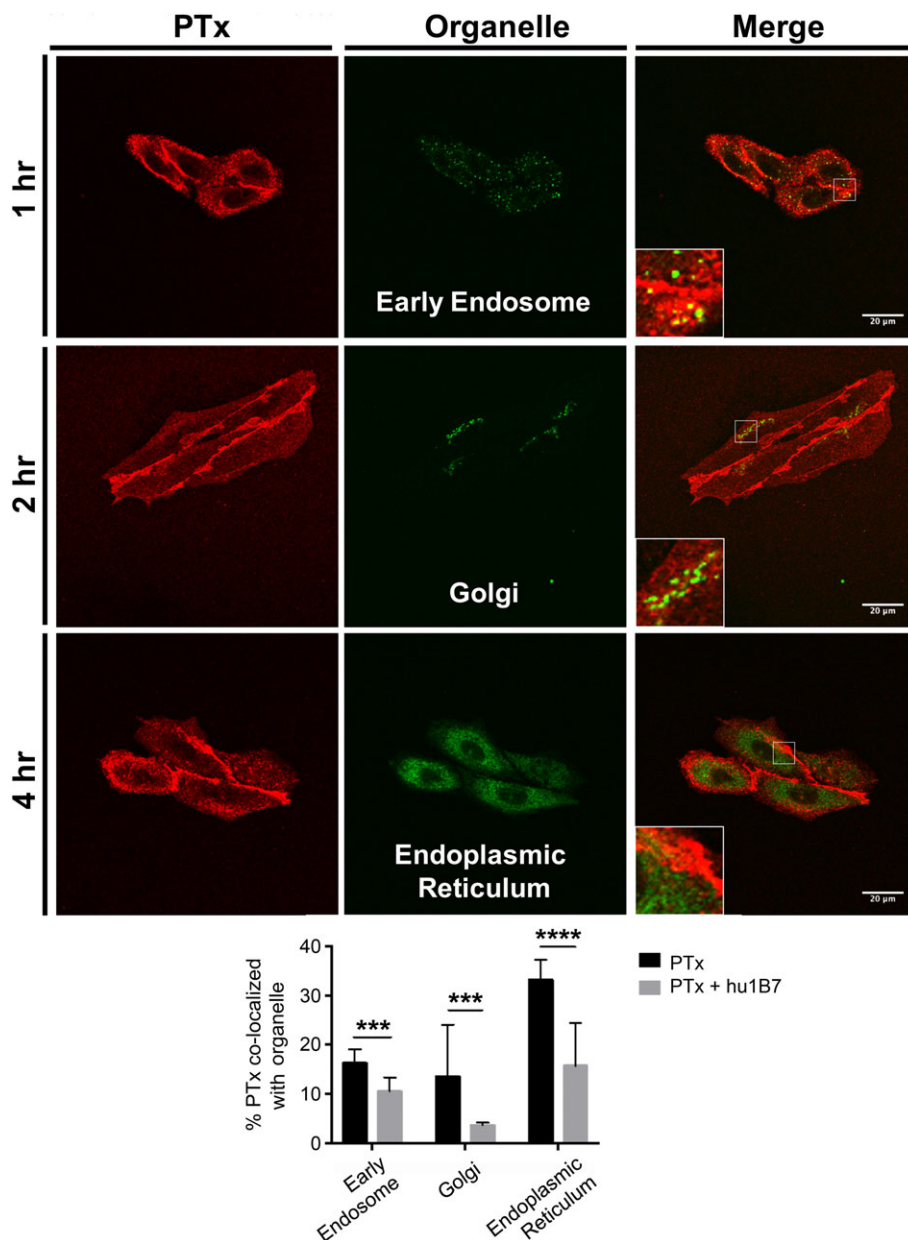 PTx Organelle Merge
1 hr
Early Endosome
20 µm
2 hr
Golgi
20 µm
4 hr
Endoplasmic
Reticulum
20 µm
% PTx co-localized
with organelle
40
30
20
10
0
***
***
****
Early
Endosome
Golgi
Endoplasmic
Reticulum
PTx
PTx + hu1B7